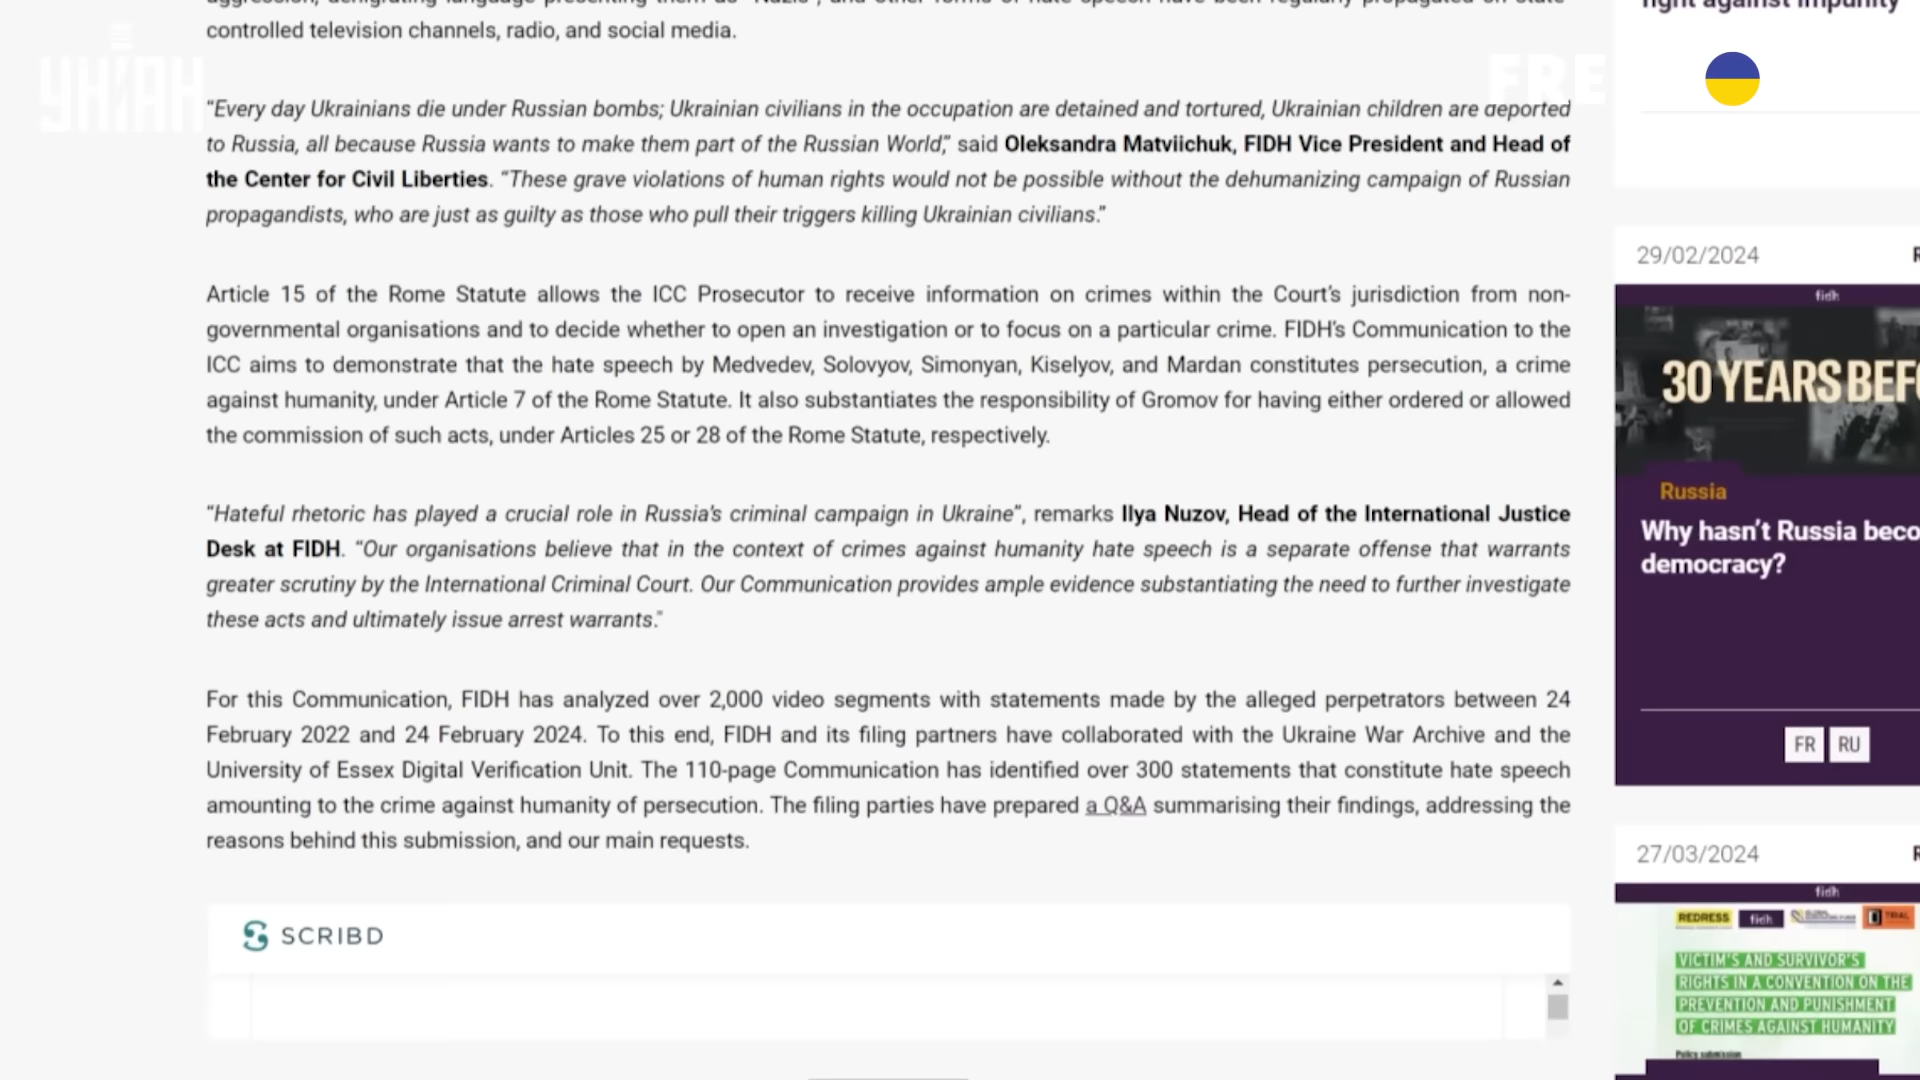 controlled television channels, radio, and social media.
“Every day Ukrainians die under Russian bombs; Ukrainian civilians in the occupation are detained and tortured, Ukrainian children are deported
to Russia, all because Russia wants to make them part of the Russian World,” said Oleksandra Matviichuk, FIDH Vice President and Head of
the Center for Civil Liberties. “These grave violations of human rights would not be possible without the dehumanizing campaign of Russian
propagandists, who are just as guilty as those who pull their triggers killing Ukrainian civilians.”
Article 15 of the Rome Statute allows the ICC Prosecutor to receive information on crimes within the Court’s jurisdiction from non-
governmental organisations and to decide whether to open an investigation or to focus on a particular crime. FIDH’s Communication to the
ICC aims to demonstrate that the hate speech by Medvedev, Solovyov, Simonyan, Kiselyov, and Mardan constitutes persecution, a crime
against humanity, under Article 7 of the Rome Statute. It also substantiates the responsibility of Gromov for having either ordered or allowed
the commission of such acts, under Articles 25 or 28 of the Rome Statute, respectively.
“Hateful rhetoric has played a crucial role in Russia’s criminal campaign in Ukraine”, remarks Ilya Nuzov, Head of the International Justice
Desk at FIDH. “Our organisations believe that in the context of crimes against humanity hate speech is a separate offense that warrants
greater scrutiny by the International Criminal Court. Our Communication provides ample evidence substantiating the need to further investigate
these acts and ultimately issue arrest warrants."
For this Communication, FIDH has analyzed over 2,000 video segments with statements made by the alleged perpetrators between 24
February 2022 and 24 February 2024. To this end, FIDH and its filing partners have collaborated with the Ukraine War Archive and the
University of Essex Digital Verification Unit. The 110-page Communication has identified over 300 statements that constitute hate speech
amounting to the crime against humanity of persecution. The filing parties have prepared a Q&A summarising their findings, addressing the
reasons behind this submission, and our main requests.
SCRIBD
УНІАН
FRE
fight against impunity
29/02/2024
fidh
30 YEARS BEF
Russia
Why hasn’t Russia beco
democracy?
FR RU
27/03/2024
fidh
REDRESS fidh TRIAL
VICTIM'S AND SURVIVOR'S
RIGHTS IN A CONVENTION ON THE
PREVENTION AND PUNISHMENT
OF CRIMES AGAINST HUMANITY
Policy submission